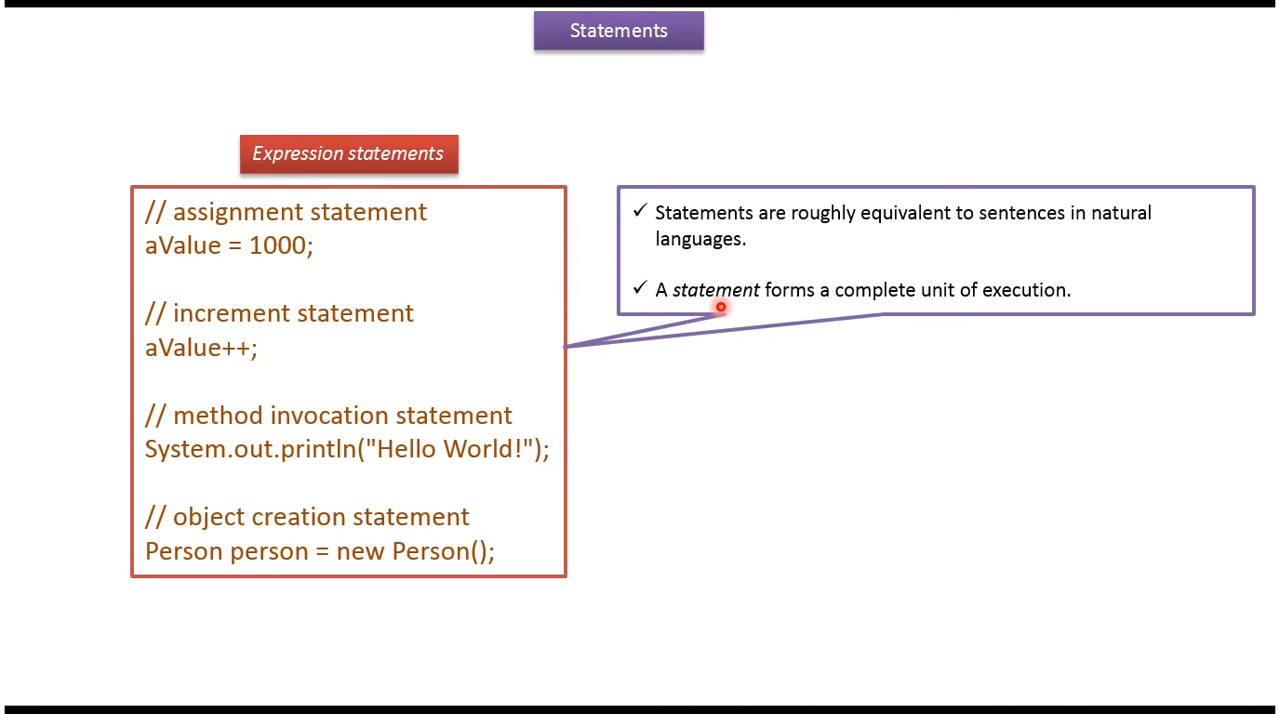 Statements
Expression statements
// assignment statement
aValue = 1000;
// increment statement
aValue++;
// method invocation statement
System.out.println("Hello World!");
// object creation statement
Person person = new Person();
✓ Statements are roughly equivalent to sentences in natural
languages.
✓ A statement forms a complete unit of execution.